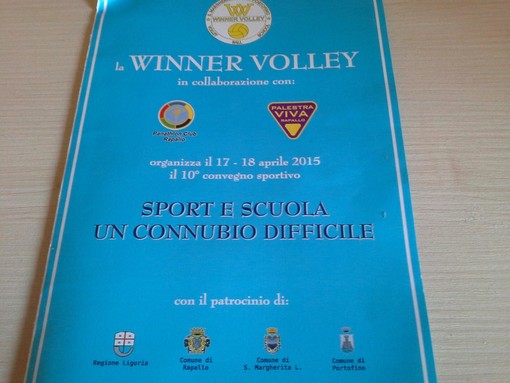 WINNER VOLLEY
la WINNER VOLLEY
in collaborazione con:
Panathlon Club
Rapallo
PALESTRA
VIVA
RAPALLO
organizza il 17 - 18 aprile 2015
il 10° convegno sportivo
SPORT E SCUOLA
UN CONNUBIO DIFFICILE
con il patrocinio di:
Regione Liguria
Comune di
Rapallo
Comune di
S. Margherita L.
Comune di
Portofino